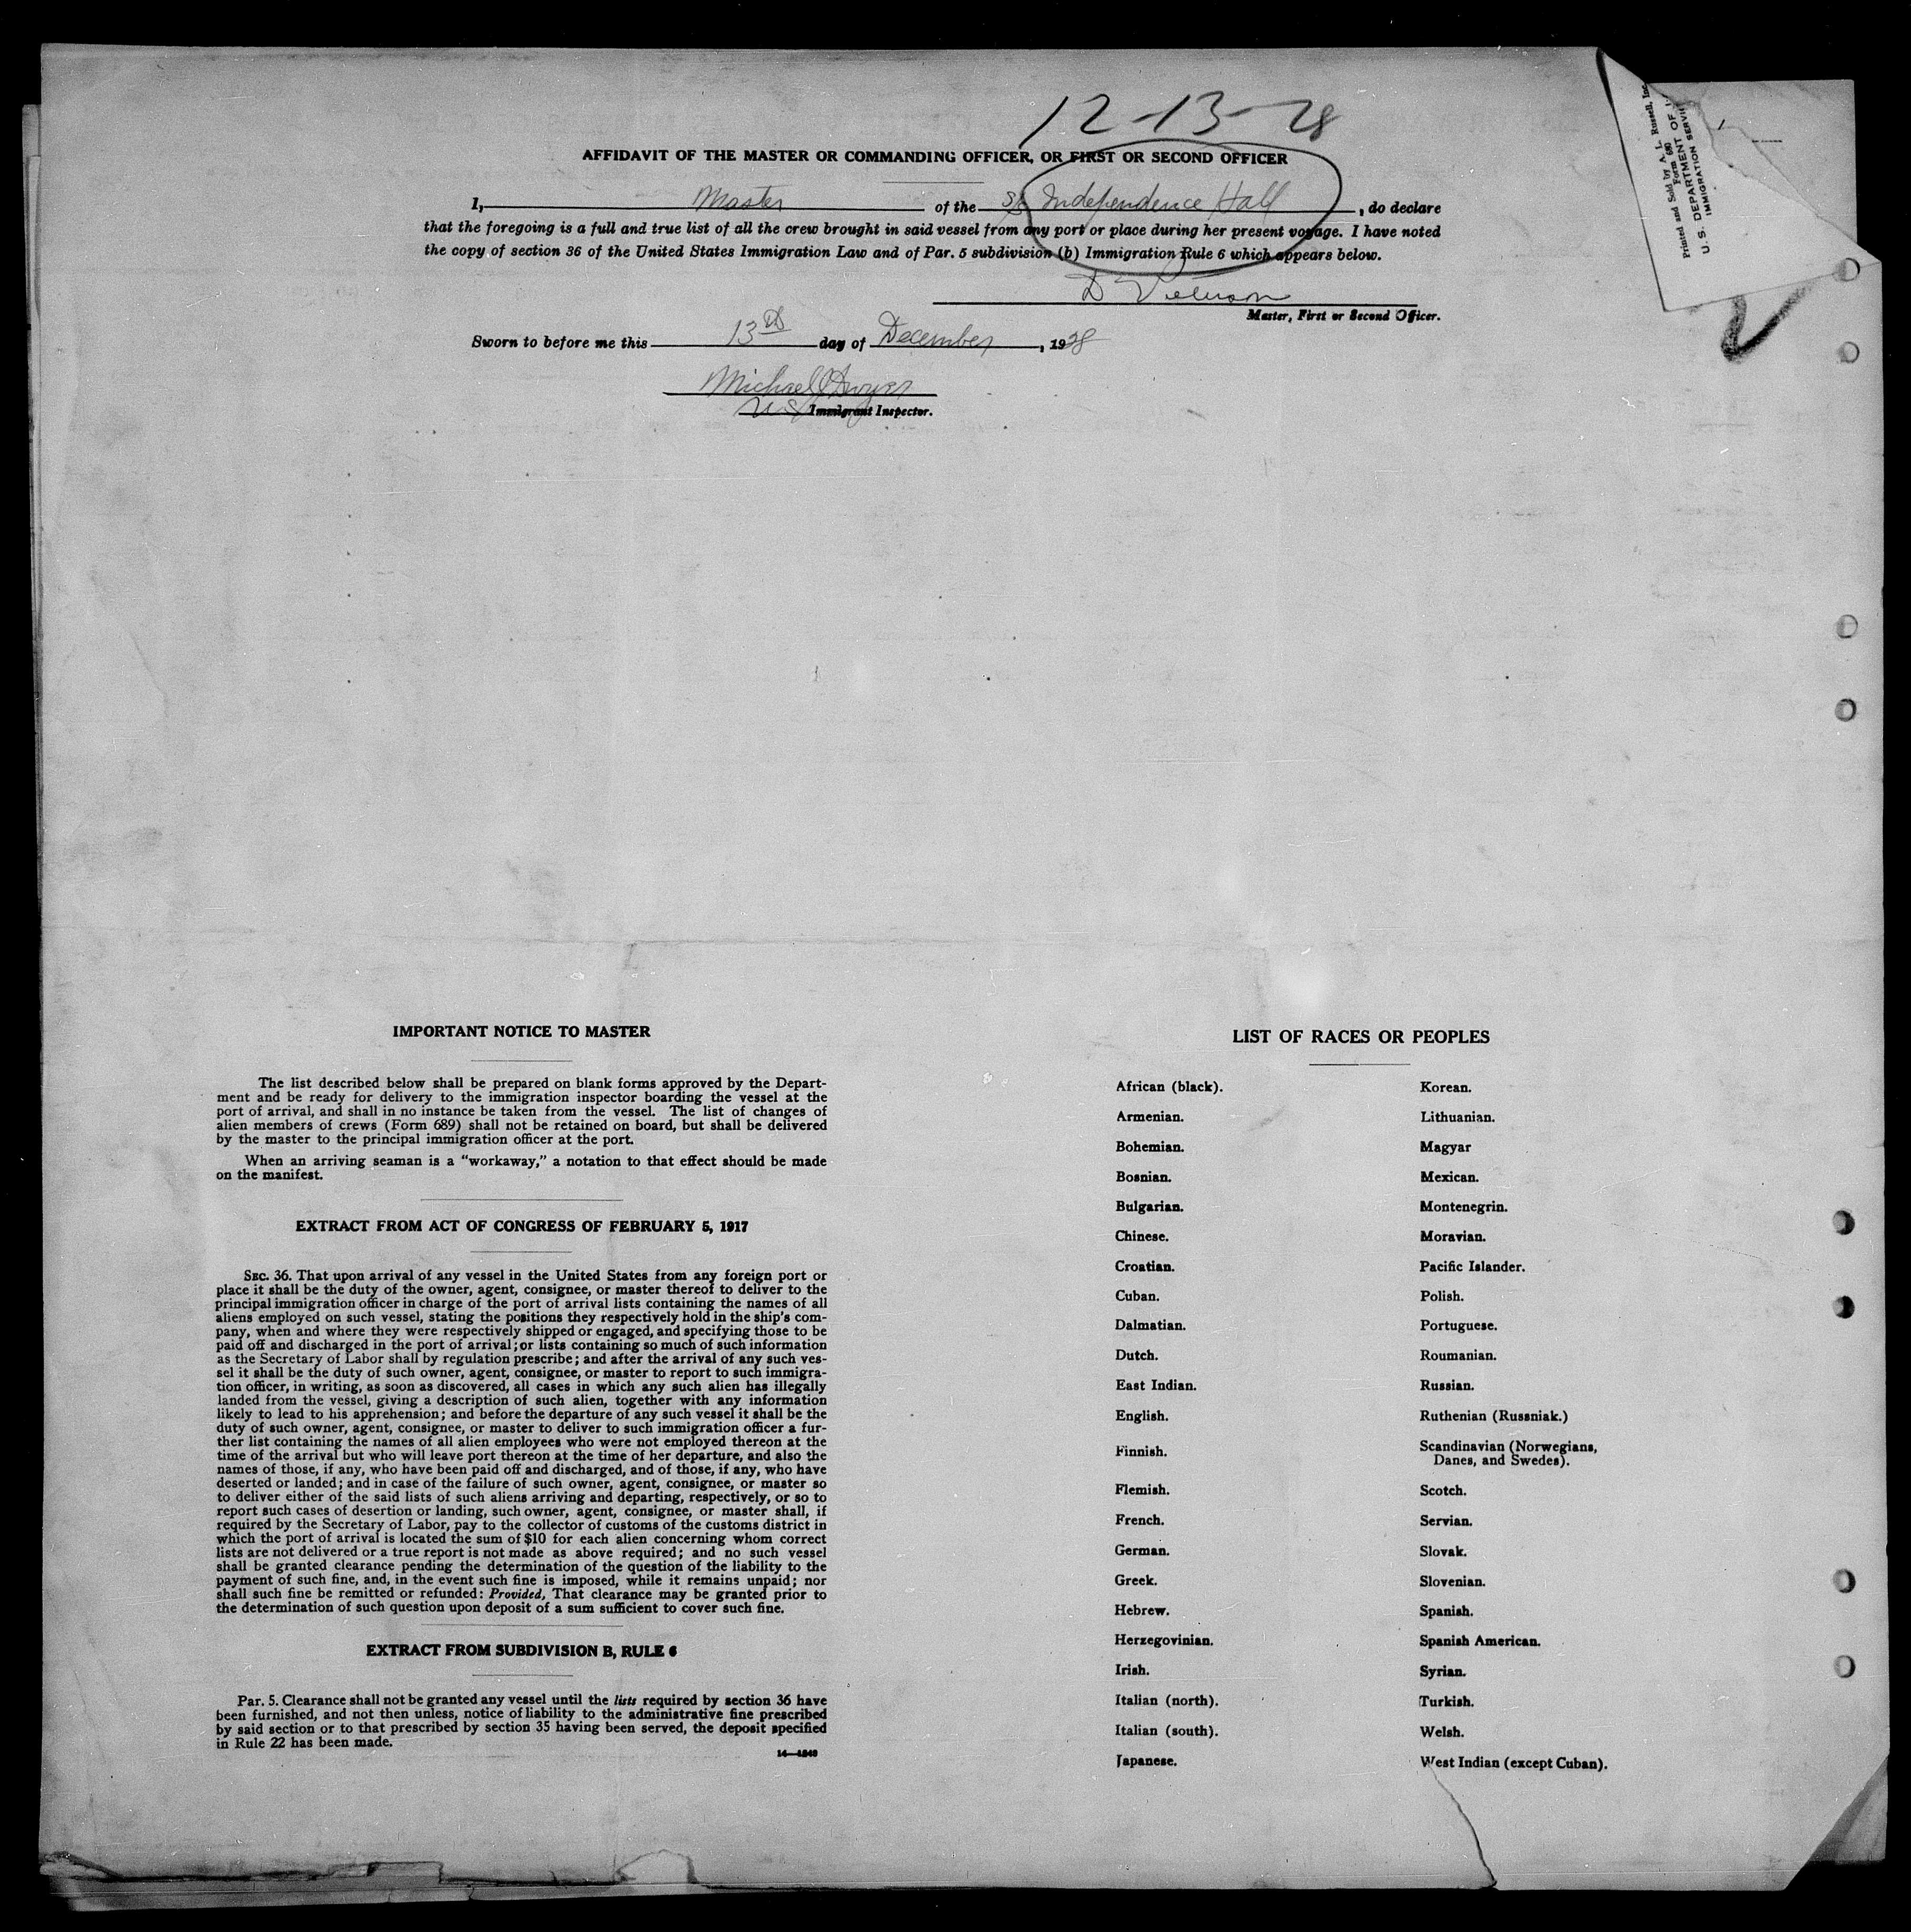 12-13-28
AFFIDAVIT OF THE MASTER OR COMMANDING OFFICER, OR FIRST OR SECOND OFFICER
I, Master of the S/S Independence Hall, do declare
that the foregoing is a full and true list of all the crew brought in said vessel from any port or place during her present voyage. I have noted
the copy of section 36 of the United States Immigration Law and of Par. 5 subdivision (b) Immigration Rule 6 which appears below.
D
Master, First or Second Officer.
Sworn to before me this 13th day of December, 1928
Michael O'Dwyer
U S Immigrant Inspector.
Printed and Sold by A. L. Russell, Inc
Form 680
U. S. DEPARTMENT OF
IMMIGRATION
IMPORTANT NOTICE TO MASTER
The list described below shall be prepared on blank forms approved by the Depart-
ment and be ready for delivery to the immigration inspector boarding the vessel at the
port of arrival, and shall in no instance be taken from the vessel. The list of changes of
alien members of crews (Form 689) shall not be retained on board, but shall be delivered
by the master to the principal immigration officer at the port.
When an arriving seaman is a "workaway," a notation to that effect should be made
on the manifest.
EXTRACT FROM ACT OF CONGRESS OF FEBRUARY 5, 1917
SEC. 36. That upon arrival of any vessel in the United States from any foreign port or
place it shall be the duty of the owner, agent, consignee, or master thereof to deliver to the
principal immigration officer in charge of the port of arrival lists containing the names of all
aliens employed on such vessel, stating the positions they respectively hold in the ship's com-
pany, when and where they were respectively shipped or engaged, and specifying those to be
paid off and discharged in the port of arrival; or lists containing so much of such information
as the Secretary of Labor shall by regulation prescribe; and after the arrival of any such ves-
sel it shall be the duty of such owner, agent, consignee, or master to report to such immigra-
tion officer, in writing, as soon as discovered, all cases in which any such alien has illegally
landed from the vessel, giving a description of such alien, together with any information
likely to lead to his apprehension; and before the departure of any such vessel it shall be the
duty of such owner, agent, consignee, or master to deliver to such immigration officer a fur-
ther list containing the names of all alien employees who were not employed thereon at the
time of the arrival but who will leave port thereon at the time of her departure, and also the
names of those, if any, who have been paid off and discharged, and of those, if any, who have
deserted or landed; and in case of the failure of such owner, agent, consignee, or master so
to deliver either of the said lists of such aliens arriving and departing, respectively, or so to
report such cases of desertion or landing, such owner, agent, consignee, or master shall, if
required by the Secretary of Labor, pay to the collector of customs of the customs district in
which the port of arrival is located the sum of $10 for each alien concerning whom correct
lists are not delivered or a true report is not made as above required; and no such vessel
shall be granted clearance pending the determination of the question of the liability to the
payment of such fine, and, in the event such fine is imposed, while it remains unpaid; nor
shall such fine be remitted or refunded: Provided, That clearance may be granted prior to
the determination of such question upon deposit of a sum sufficient to cover such fine.
EXTRACT FROM SUBDIVISION B, RULE 6
Par. 5. Clearance shall not be granted any vessel until the lists required by section 36 have
been furnished, and not then unless, notice of liability to the administrative fine prescribed
by said section or to that prescribed by section 35 having been served, the deposit specified
in Rule 22 has been made.
14—1849
LIST OF RACES OR PEOPLES
African (black).
Armenian.
Bohemian.
Bosnian.
Bulgarian.
Chinese.
Croatian.
Cuban.
Dalmatian.
Dutch.
East Indian.
English.
Finnish.
Flemish.
French.
German.
Greek.
Hebrew.
Herzegovinian.
Irish.
Italian (north).
Italian (south).
Japanese.
Korean.
Lithuanian.
Magyar
Mexican.
Montenegrin.
Moravian.
Pacific Islander.
Polish.
Portuguese.
Roumanian.
Russian.
Ruthenian (Russniak.)
Scandinavian (Norwegians,
Danes, and Swedes).
Scotch.
Servian.
Slovak.
Slovenian.
Spanish.
Spanish American.
Syrian.
Turkish.
Welsh.
West Indian (except Cuban).